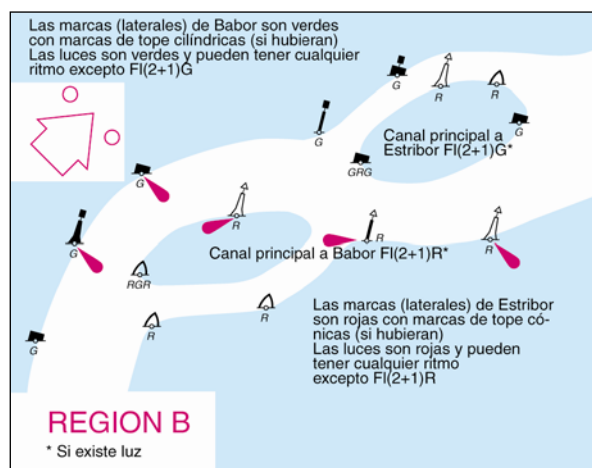 Las marcas (laterales) de Babor son verdes
con marcas de tope cilíndricas (si hubieran)
Las luces son verdes y pueden tener cualquier
ritmo excepto Fl(2+1)G
G
R
R
G
G
Canal principal a
Estribor Fl(2+1)G*
GRG
G
R
R
R
G
Canal principal a Babor Fl(2+1)R*
RGR
R
R
G
Las marcas (laterales) de Estribor
son rojas con marcas de tope có-
nicas (si hubieran)
Las luces son rojas y pueden
tener cualquier ritmo
excepto Fl(2+1)R
REGION B
* Si existe luz